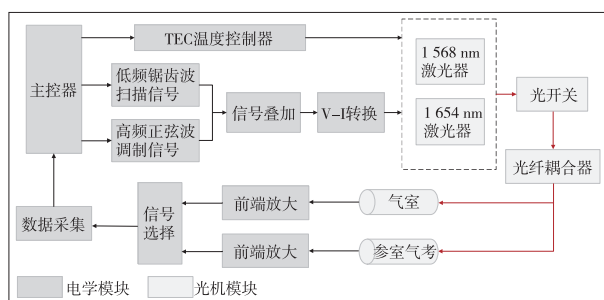 TEC温度控制器
主控器
低频锯齿波
扫描信号
高频正弦波
调制信号
信号叠加
V-I转换
1 568 nm
激光器
1 654 nm
激光器
光开关
光纤耦合器
气室
前端放大
信号
选择
数据采集
参室气考
前端放大
电学模块
光机模块